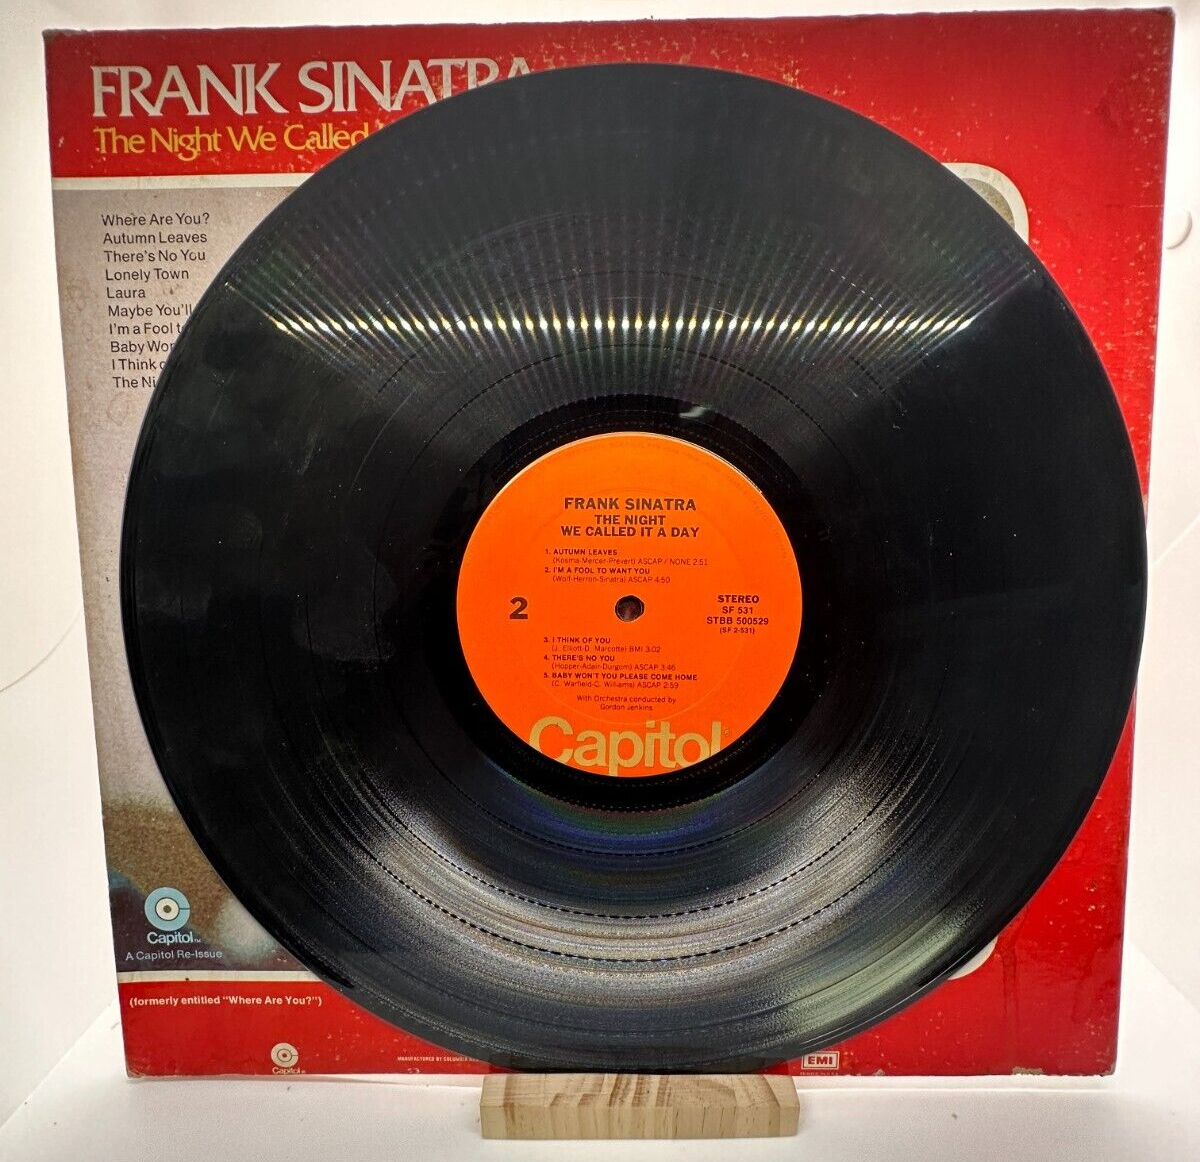 FRANK SINATRA
The Night We Called
Where Are You?
Autumn Leaves
There's No You
Lonely Town
Laura
Maybe You'll
I'm a Fool
Baby
I Think
The
FRANK SINATRA
THE NIGHT
WE CALLED IT A DAY
1. AUTUMN LEAVES
(Kosma-Mercer-Prevert) ASCAP / NONE 2:51
2. I'M A FOOL TO WANT YOU
(Wolf-Herron-Sinatra) ASCAP 4:50
2
STEREO
SF 531
STBB 500529
(SF 2-531)
3. I THINK OF YOU
(J. Elliott-D. Marcotte) BMI 3:02
4. THERE'S NO YOU
(Hopper-Adair-Durgom) ASCAP 3:46
5. BABY WON'T YOU PLEASE COME HOME
(C. Warfield-C. Williams) ASCAP 2:59
With Orchestra conducted by
Gordon Jenkins
Capitol
Capitol
A Capitol Re-Issue
(formerly entitled "Where Are You?")
Capitol
MANUFACTURED BY COLUMBIA
EMI